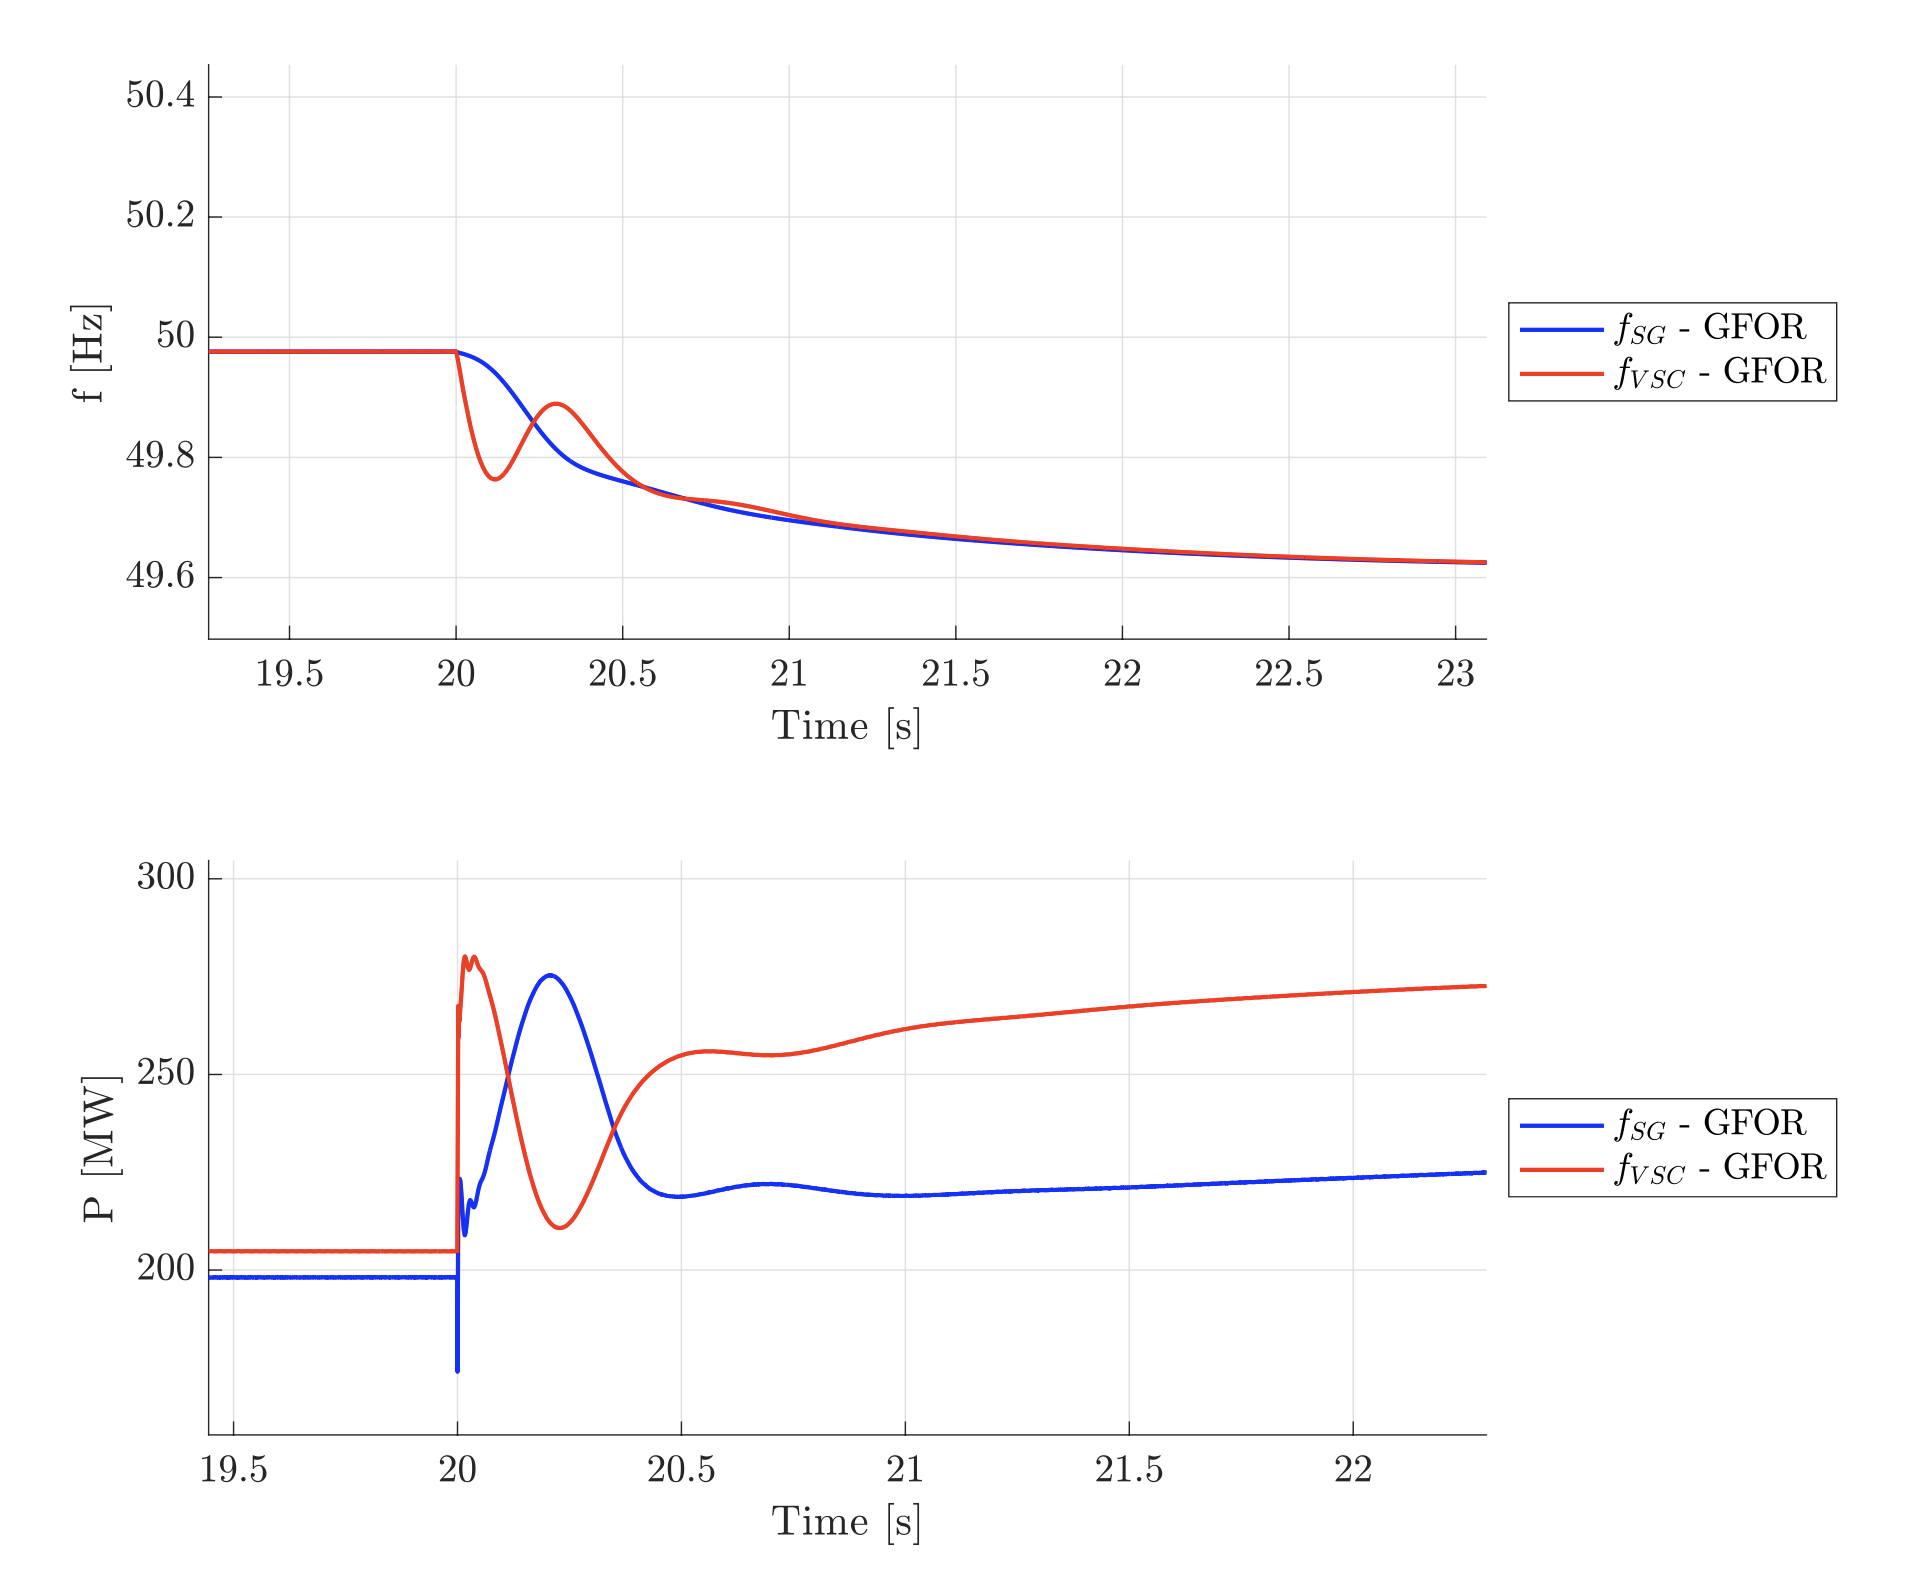 50.4
50.2
50
49.8
49.6
f [Hz]
19.5 20 20.5 21 21.5 22 22.5 23
Time [s]
f_SG - GFOR
f_VSC - GFOR
300
250
200
P [MW]
19.5 20 20.5 21 21.5 22
Time [s]
f_SG - GFOR
f_VSC - GFOR